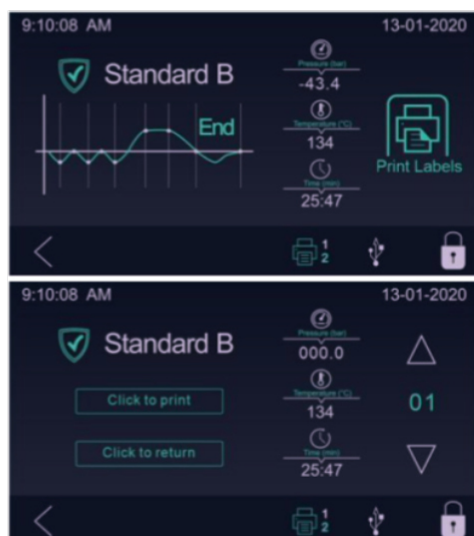 9:10:08 AM 13-01-2020
Standard B
Pressure (bar)
-43.4
End
Temperature (°C)
134
Print Labels
Time (min)
25:47
1
2
9:10:08 AM 13-01-2020
Standard B
Pressure (bar)
000.0
Click to print
Temperature (°C)
134
01
Click to return
Time (min)
25:47
1
2